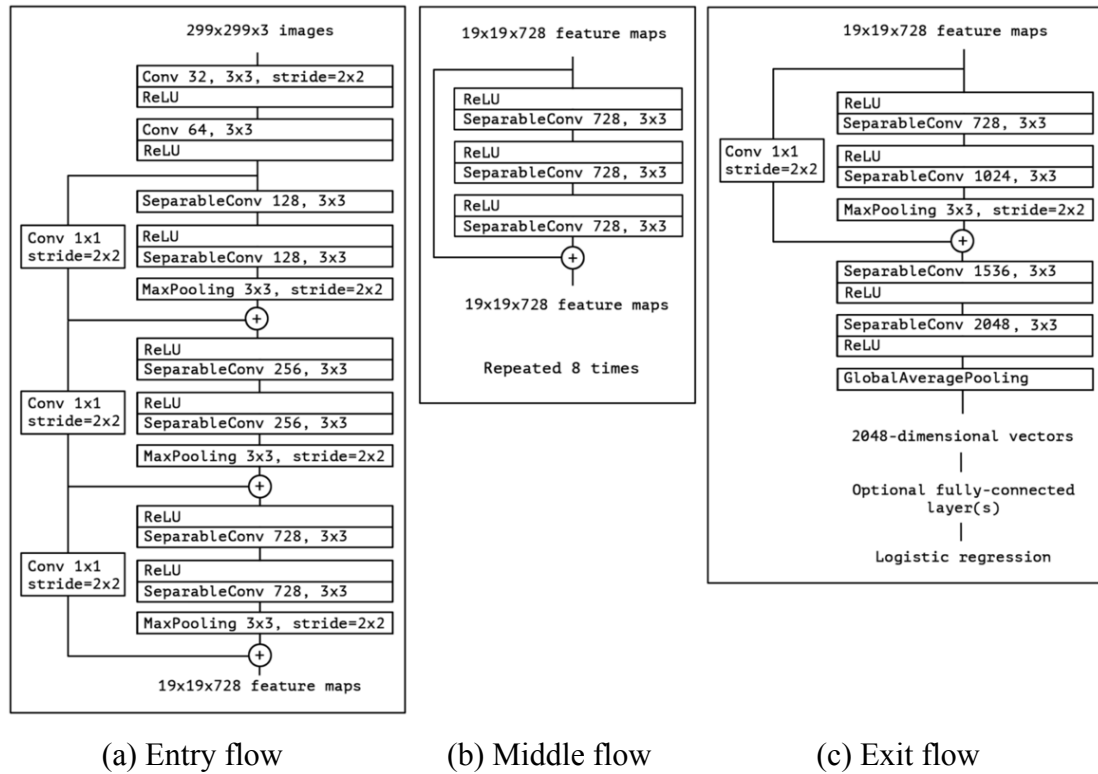 299x299x3 images
Conv 32, 3x3, stride=2x2
ReLU
Conv 64, 3x3
ReLU
SeparableConv 128, 3x3
Conv 1x1
stride=2x2
ReLU
SeparableConv 128, 3x3
MaxPooling 3x3, stride=2x2
+
ReLU
SeparableConv 256, 3x3
Conv 1x1
stride=2x2
ReLU
SeparableConv 256, 3x3
MaxPooling 3x3, stride=2x2
+
ReLU
SeparableConv 728, 3x3
Conv 1x1
stride=2x2
ReLU
SeparableConv 728, 3x3
MaxPooling 3x3, stride=2x2
+
19x19x728 feature maps
(a) Entry flow
19x19x728 feature maps
ReLU
SeparableConv 728, 3x3
ReLU
SeparableConv 728, 3x3
ReLU
SeparableConv 728, 3x3
+
19x19x728 feature maps
Repeated 8 times
(b) Middle flow
19x19x728 feature maps
ReLU
SeparableConv 728, 3x3
Conv 1x1
stride=2x2
ReLU
SeparableConv 1024, 3x3
MaxPooling 3x3, stride=2x2
+
SeparableConv 1536, 3x3
ReLU
SeparableConv 2048, 3x3
ReLU
GlobalAveragePooling
2048-dimensional vectors
Optional fully-connected
layer(s)
Logistic regression
(c) Exit flow